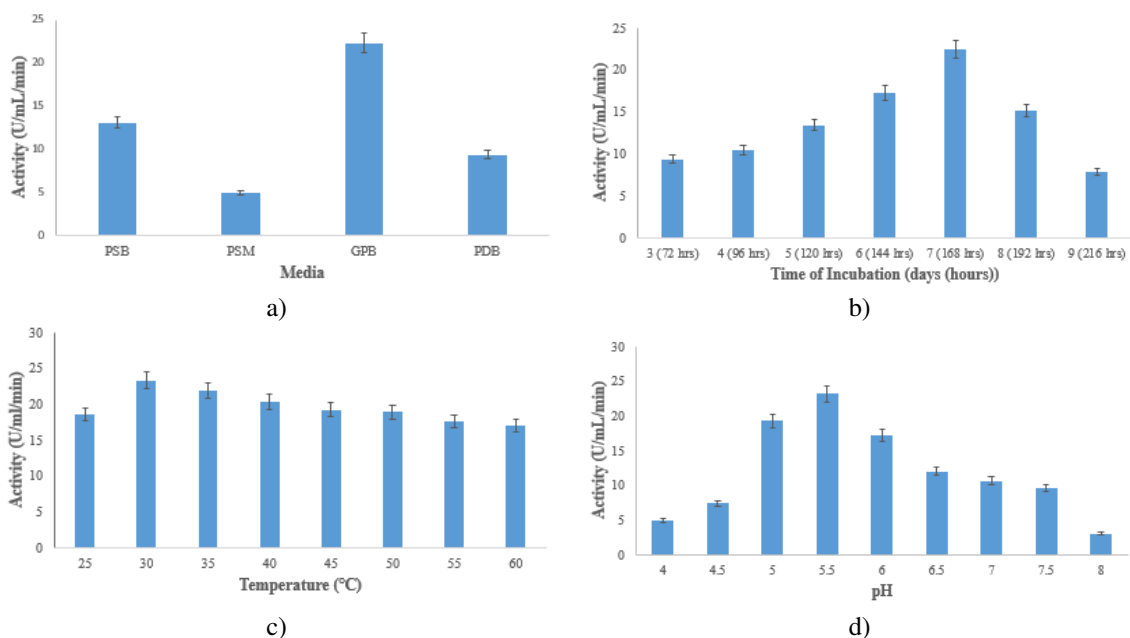 25
20
15
10
5
0
Activity (U/mL/min)
PSB PSM GPB PDB
Media
a)
25
20
15
10
5
0
Activity (U/mL/min)
3 (72 hrs) 4 (96 hrs) 5 (120 hrs) 6 (144 hrs) 7 (168 hrs) 8 (192 hrs) 9 (216 hrs)
Time of Incubation (days (hours))
b)
30
25
20
15
10
5
0
Activity (U/ml/min)
25 30 35 40 45 50 55 60
Temperature (°C)
c)
30
25
20
15
10
5
0
Activity (U/mL/min)
4 4.5 5 5.5 6 6.5 7 7.5 8
pH
d)